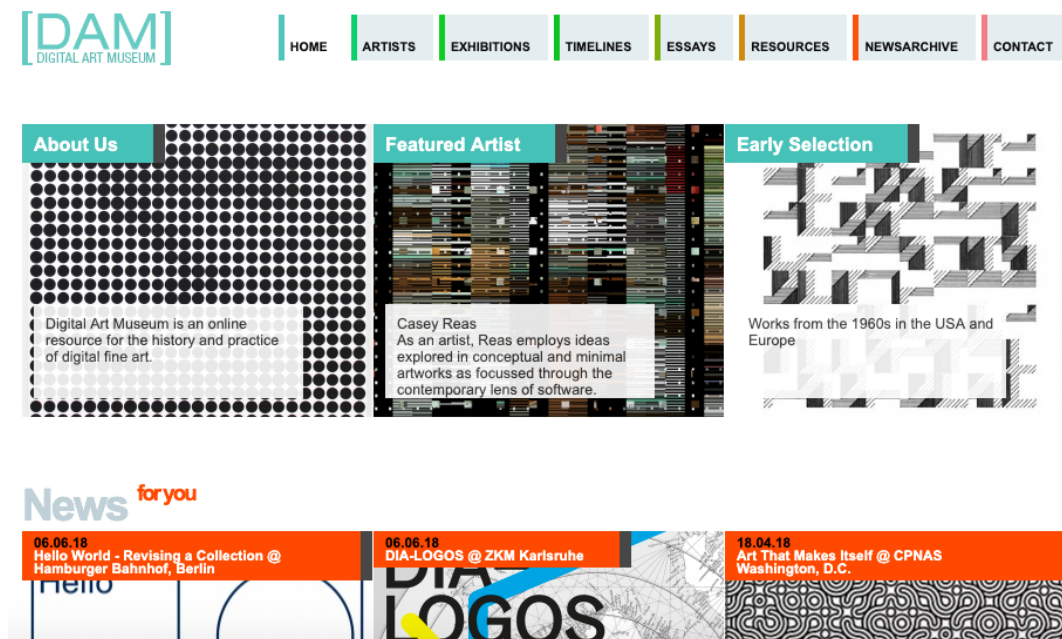 [DAM]
DIGITAL ART MUSEUM
HOME
ARTISTS
EXHIBITIONS
TIMELINES
ESSAYS
RESOURCES
NEWSARCHIVE
CONTACT
About Us
Digital Art Museum is an online
resource for the history and practice
of digital fine art.
Featured Artist
Casey Reas
As an artist, Reas employs ideas
explored in conceptual and minimal
artworks as focussed through the
contemporary lens of software.
Early Selection
Works from the 1960s in the USA and
Europe
News for you
06.06.18
Hello World - Revising a Collection @
Hamburger Bahnhof, Berlin
Hello
06.06.18
DIA-LOGOS @ ZKM Karlsruhe
DIA-
LOGOS
18.04.18
Art That Makes Itself @ CPNAS
Washington, D.C.